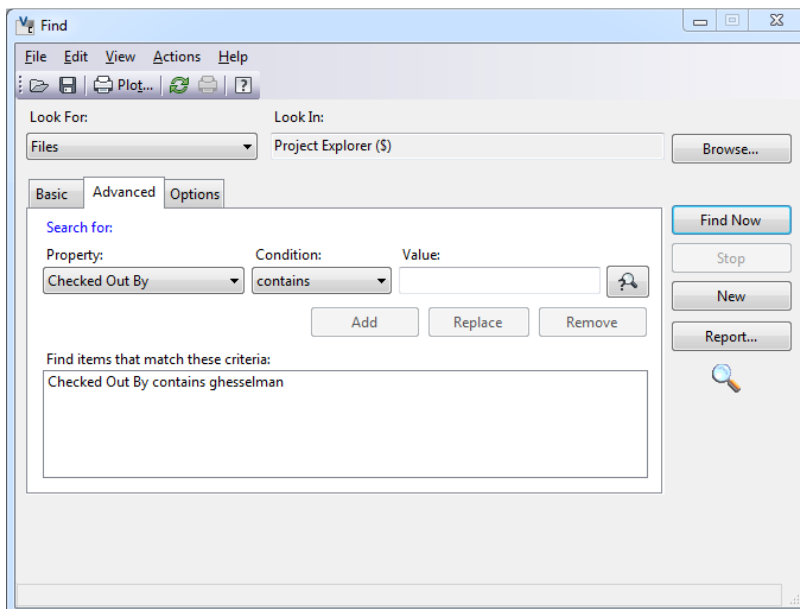 Find
File Edit View Actions Help
Plot...
Look For: Look In:
Files Project Explorer ($) Browse...
Basic Advanced Options
Search for: Find Now
Property: Condition: Value: Stop
Checked Out By contains
New
Add Replace Remove Report...
Find items that match these criteria:
Checked Out By contains ghesselman